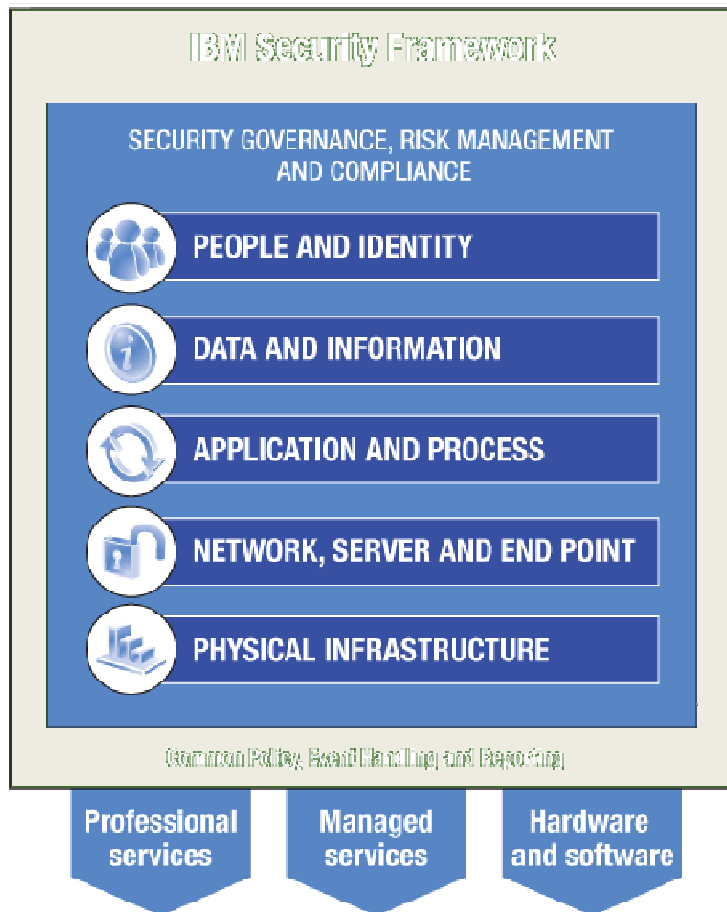 IBM Security Framework
SECURITY GOVERNANCE, RISK MANAGEMENT
AND COMPLIANCE
PEOPLE AND IDENTITY
DATA AND INFORMATION
APPLICATION AND PROCESS
NETWORK, SERVER AND END POINT
PHYSICAL INFRASTRUCTURE
Common Policy, Event Handling and Reporting
Professional
services
Managed
services
Hardware
and software